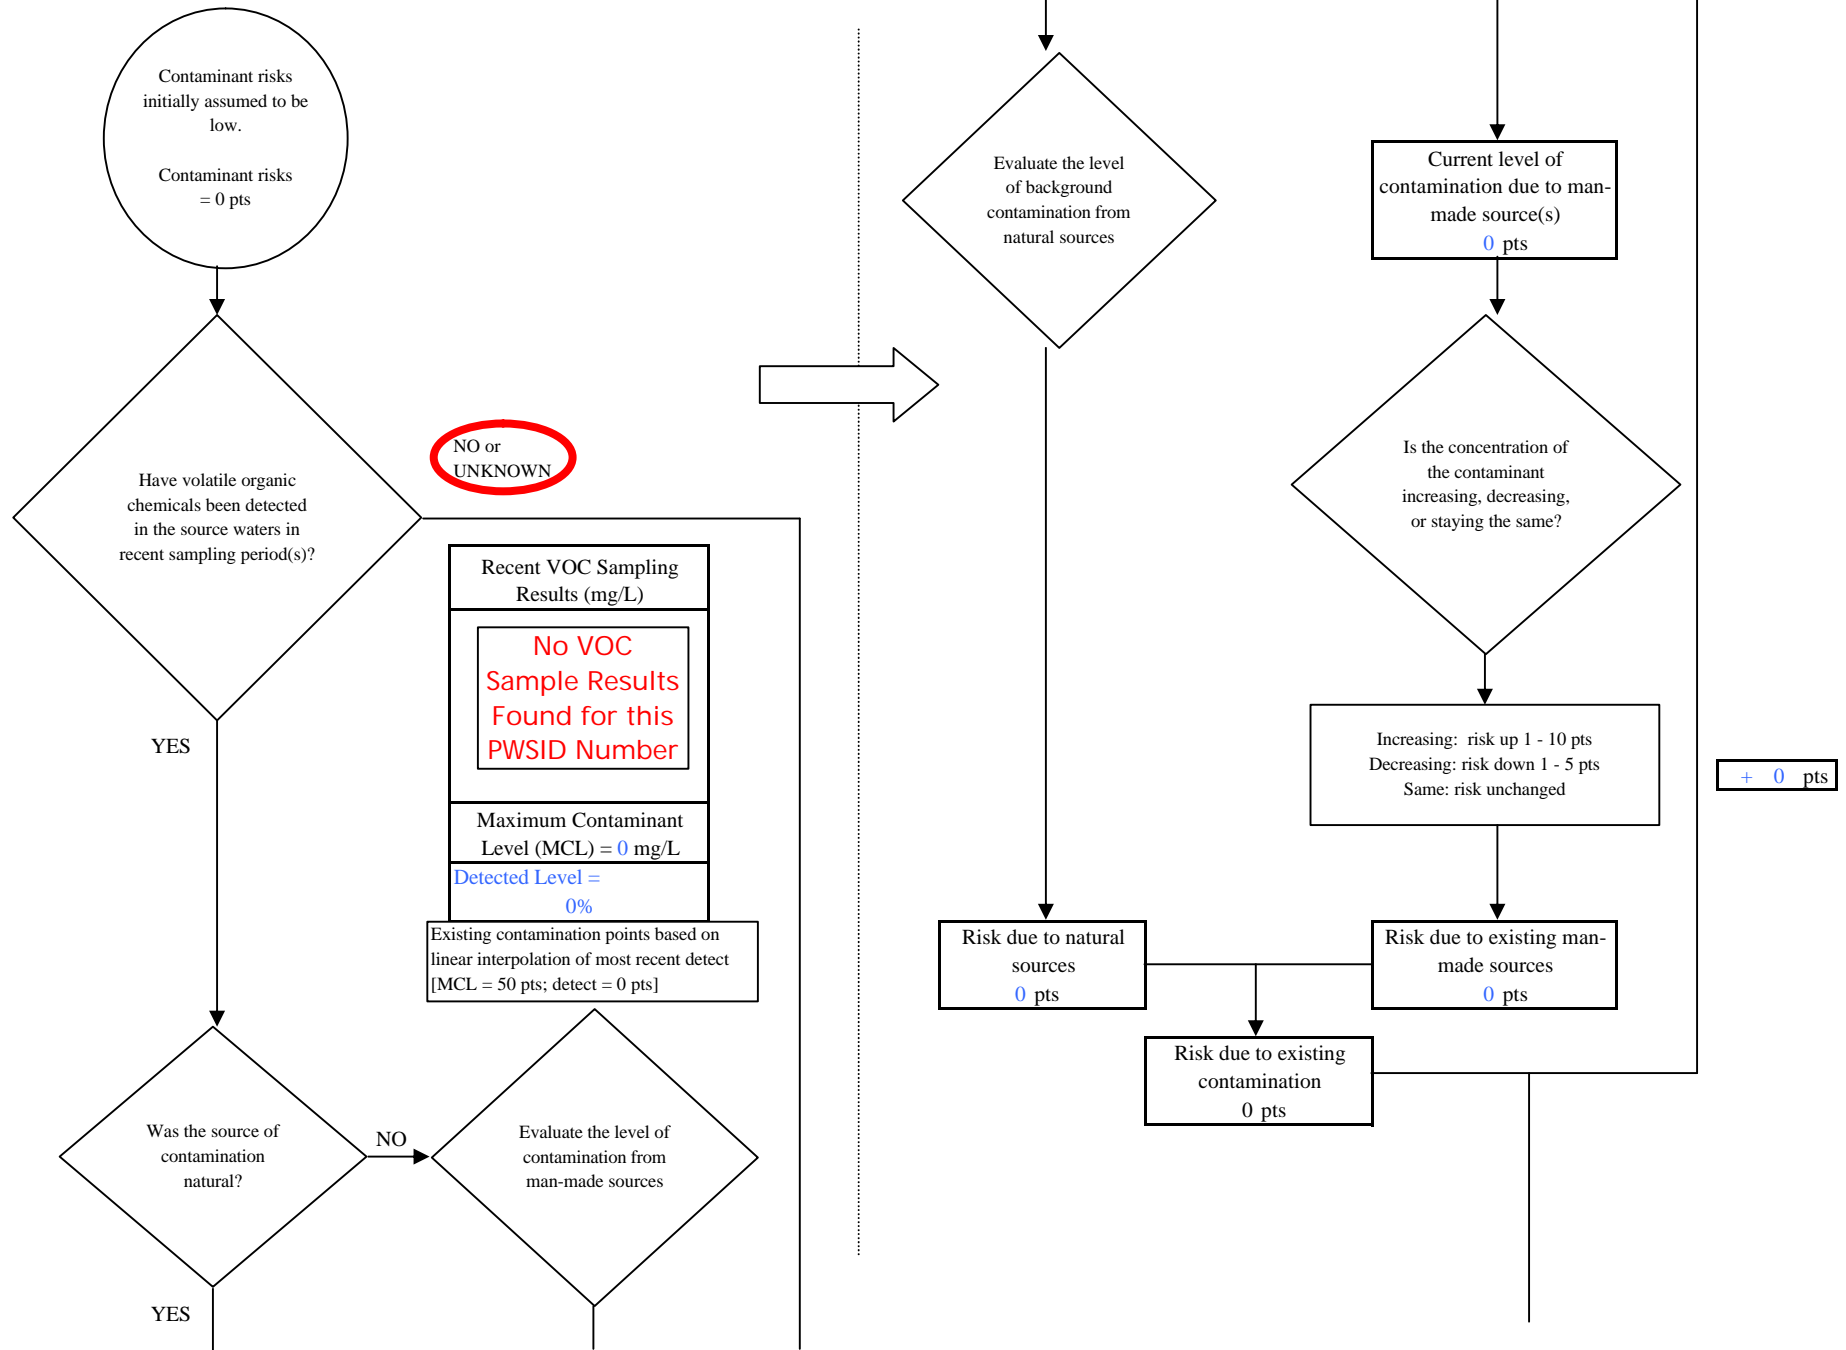 Contaminant risks
initially assumed to be
low.
Contaminant risks
= 0 pts
Have volatile organic
chemicals been detected
in the source waters in
recent sampling period(s)?
NO or
UNKNOWN
YES
Recent VOC Sampling
Results (mg/L)
No VOC
Sample Results
Found for this
PWSID Number
Maximum Contaminant
Level (MCL) = 0 mg/L
Detected Level =
0%
Existing contamination points based on
linear interpolation of most recent detect
[MCL = 50 pts; detect = 0 pts]
Was the source of
contamination
natural?
NO
Evaluate the level of
contamination from
man-made sources
YES
Evaluate the level
of background
contamination from
natural sources
Current level of
contamination due to man-
made source(s)
0 pts
Is the concentration of
the contaminant
increasing, decreasing,
or staying the same?
Increasing: risk up 1 - 10 pts
Decreasing: risk down 1 - 5 pts
Same: risk unchanged
+ 0 pts
Risk due to natural
sources
0 pts
Risk due to existing man-
made sources
0 pts
Risk due to existing
contamination
0 pts